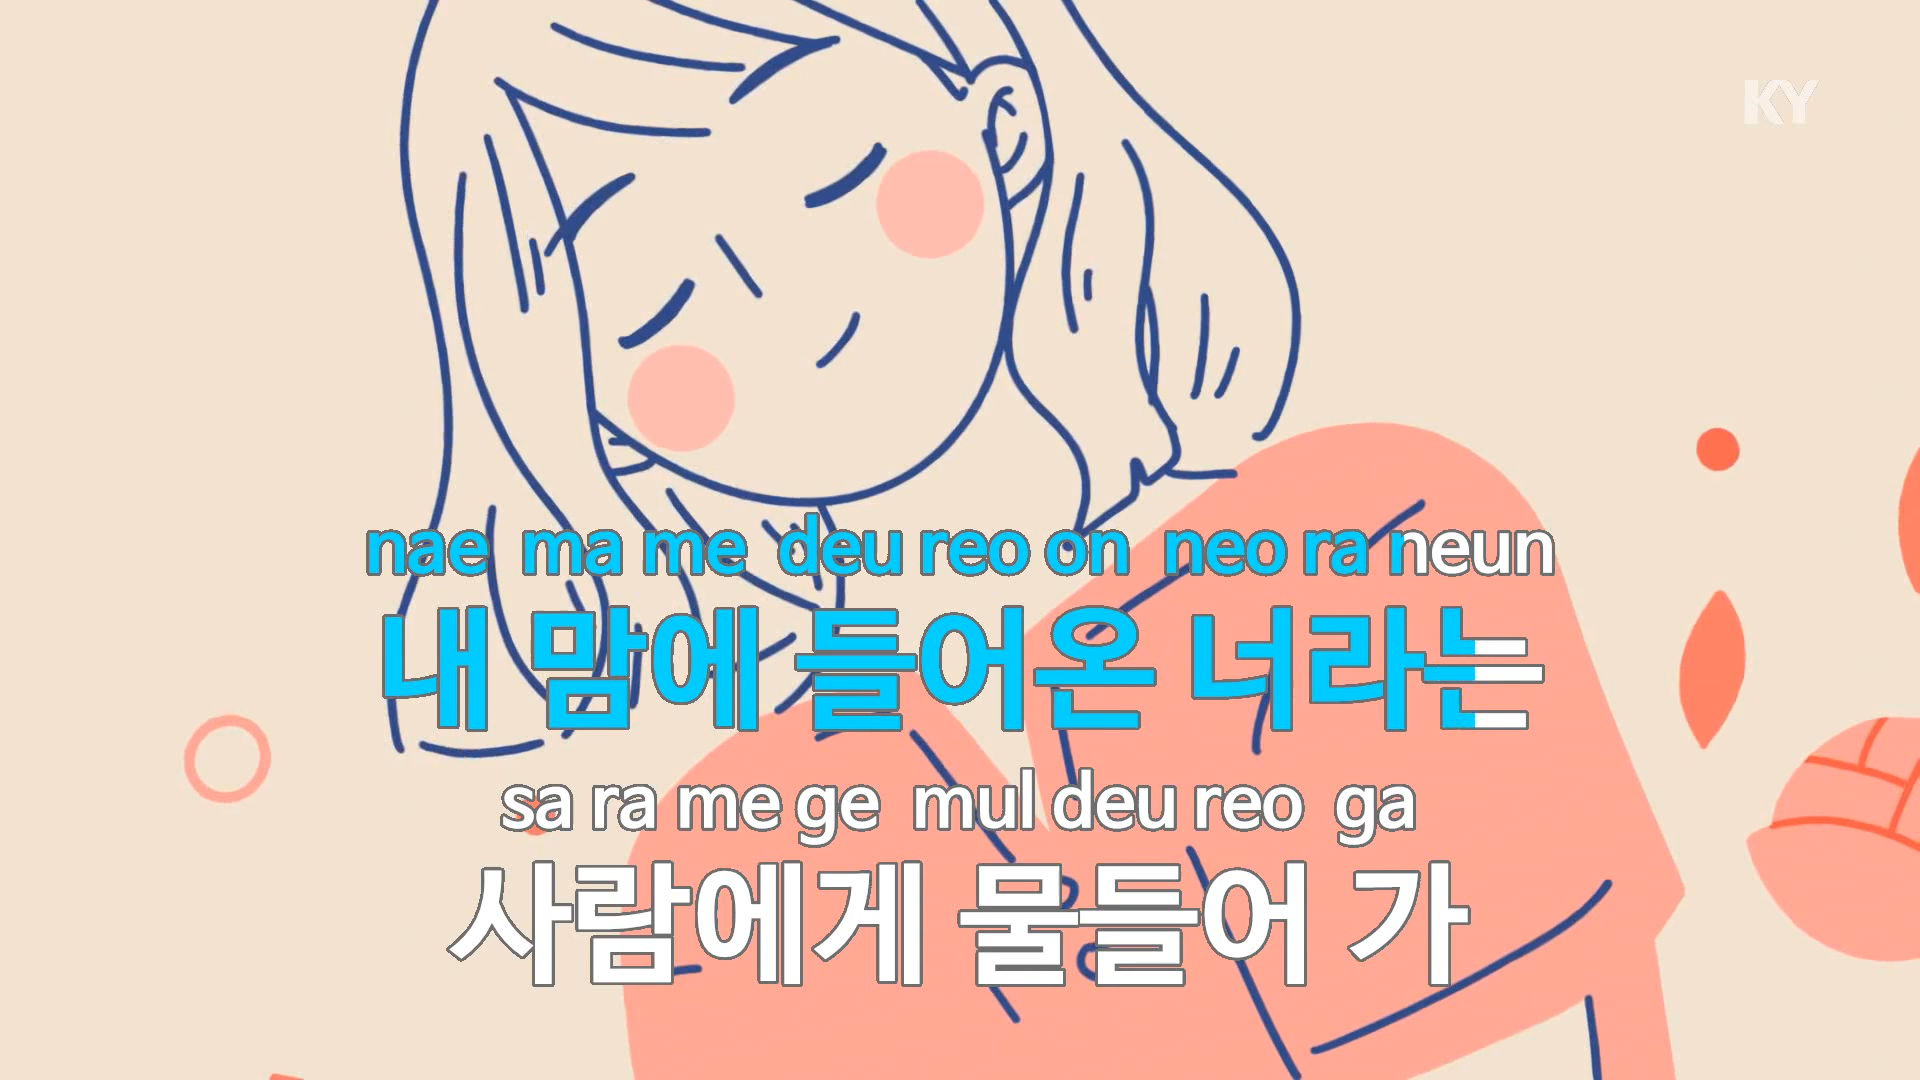 KY
nae ma me deu reo on neo ra neun
내 맘에 들어온 너라는
sa ra me ge mul deu reo ga
사람에게 물들어 가